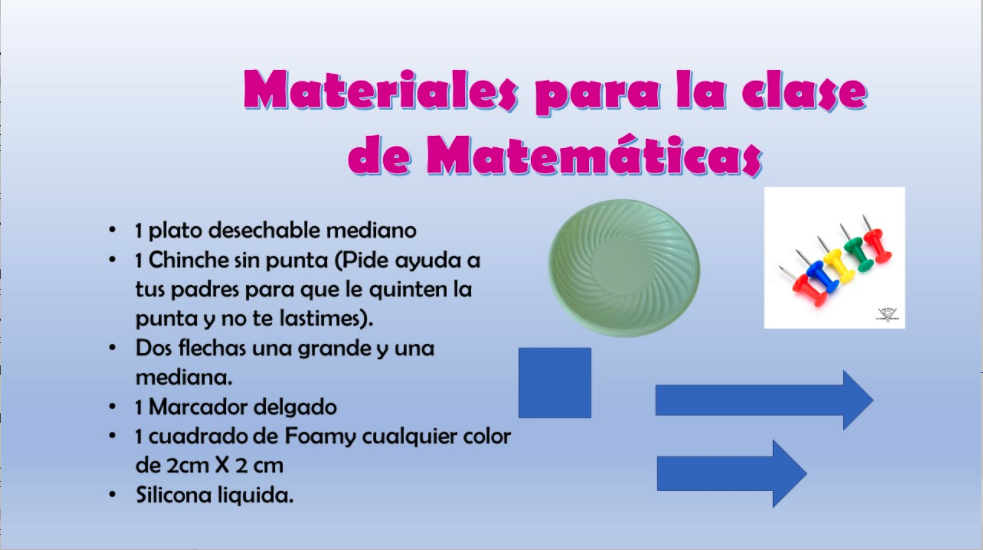 Materiales para la clase
de Matemáticas
• 1 plato desechable mediano
• 1 Chinche sin punta (Pide ayuda a
tus padres para que le quinten la
punta y no te lastimes).
• Dos flechas una grande y una
mediana.
• 1 Marcador delgado
• 1 cuadrado de Foamy cualquier color
de 2cm X 2 cm
• Silicona liquida.